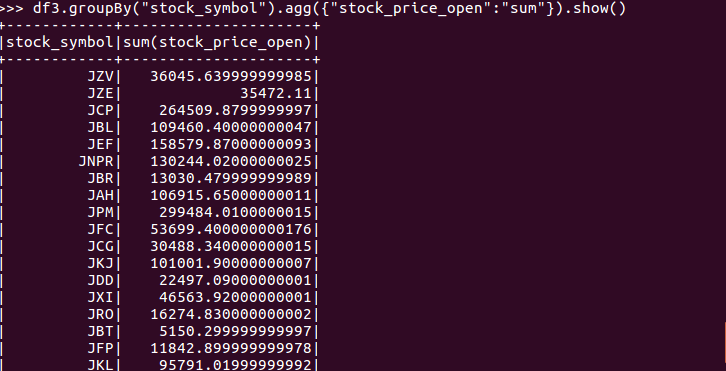 >>> df3.groupBy("stock_symbol").agg({"stock_price_open":"sum"}).show()
+------------+---------------------+
|stock_symbol|sum(stock_price_open)|
+------------+---------------------+
|         JZV|   36045.639999999985|
|         JZE|             35472.11|
|         JCP|    264509.8799999997|
|         JBL|   109460.40000000047|
|         JEF|   158579.87000000093|
|        JNPR|   130244.02000000025|
|         JBR|   13030.479999999989|
|         JAH|   106915.65000000011|
|         JPM|    299484.0100000015|
|         JFC|   53699.400000000176|
|         JCG|   30488.340000000015|
|         JKJ|   101001.90000000007|
|         JDD|    22497.09000000001|
|         JXI|    46563.92000000001|
|         JRO|   16274.830000000002|
|         JBT|    5150.299999999997|
|         JFP|   11842.899999999978|
|         JKL|    95791.01999999992|